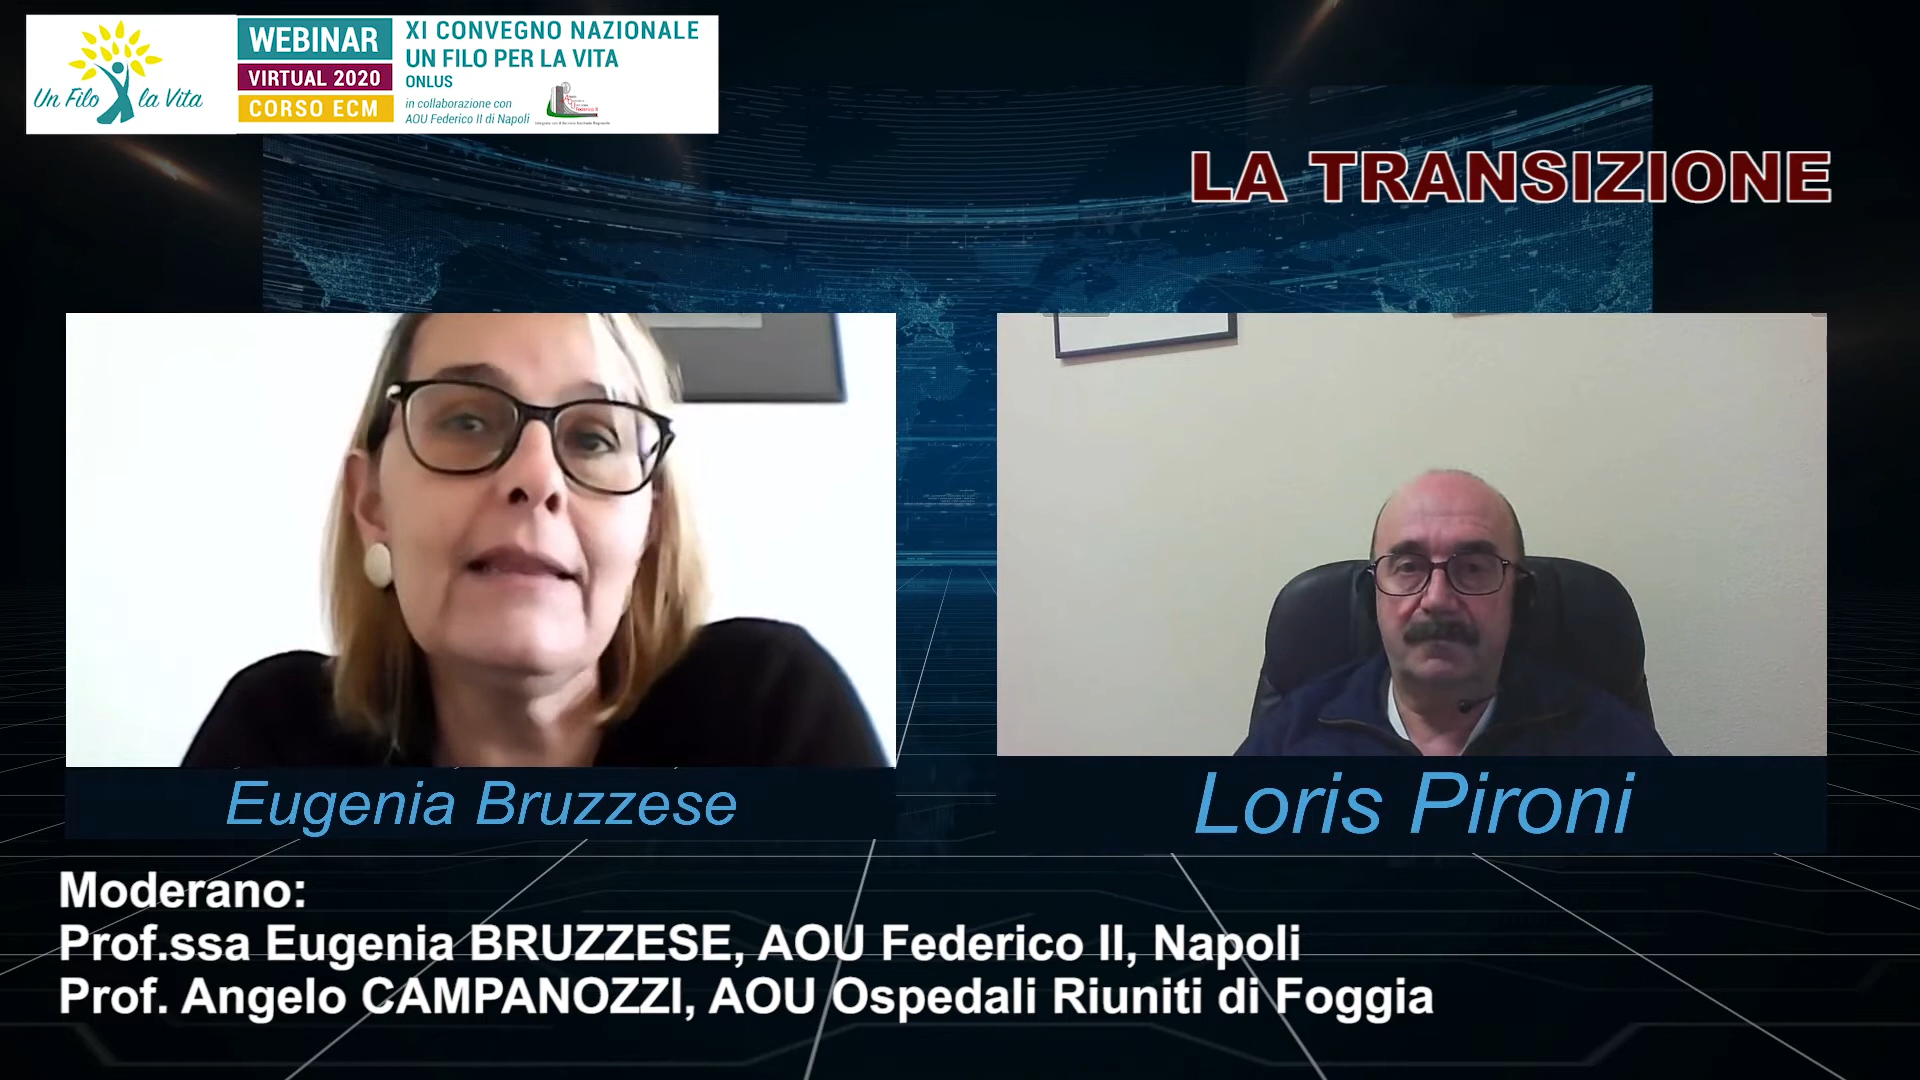 Un Filo la Vita
WEBINAR
VIRTUAL 2020
CORSO ECM
XI CONVEGNO NAZIONALE
UN FILO PER LA VITA
ONLUS
in collaborazione con
AOU Federico II di Napoli
LA TRANSIZIONE
Eugenia Bruzzese
Loris Pironi
Moderano:
Prof.ssa Eugenia BRUZZESE, AOU Federico II, Napoli
Prof. Angelo CAMPANOZZI, AOU Ospedali Riuniti di Foggia